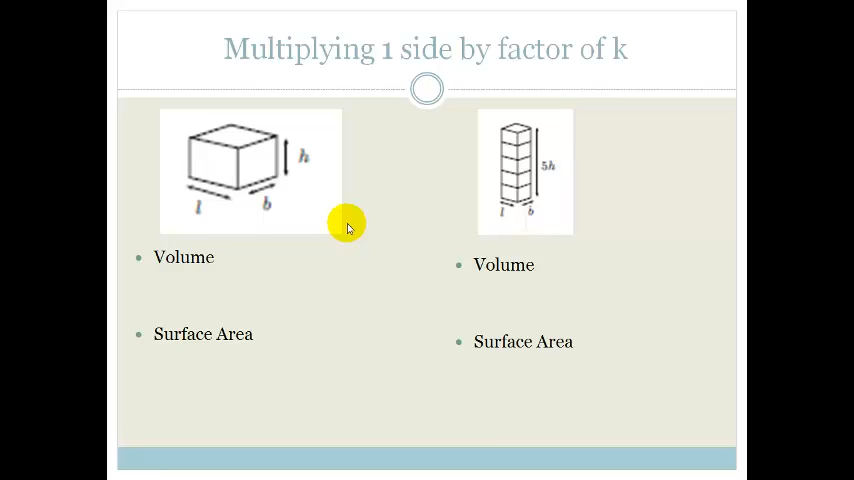 Multiplying 1 side by factor of k
h
l
b
5h
l
b
Volume
Surface Area
Volume
Surface Area